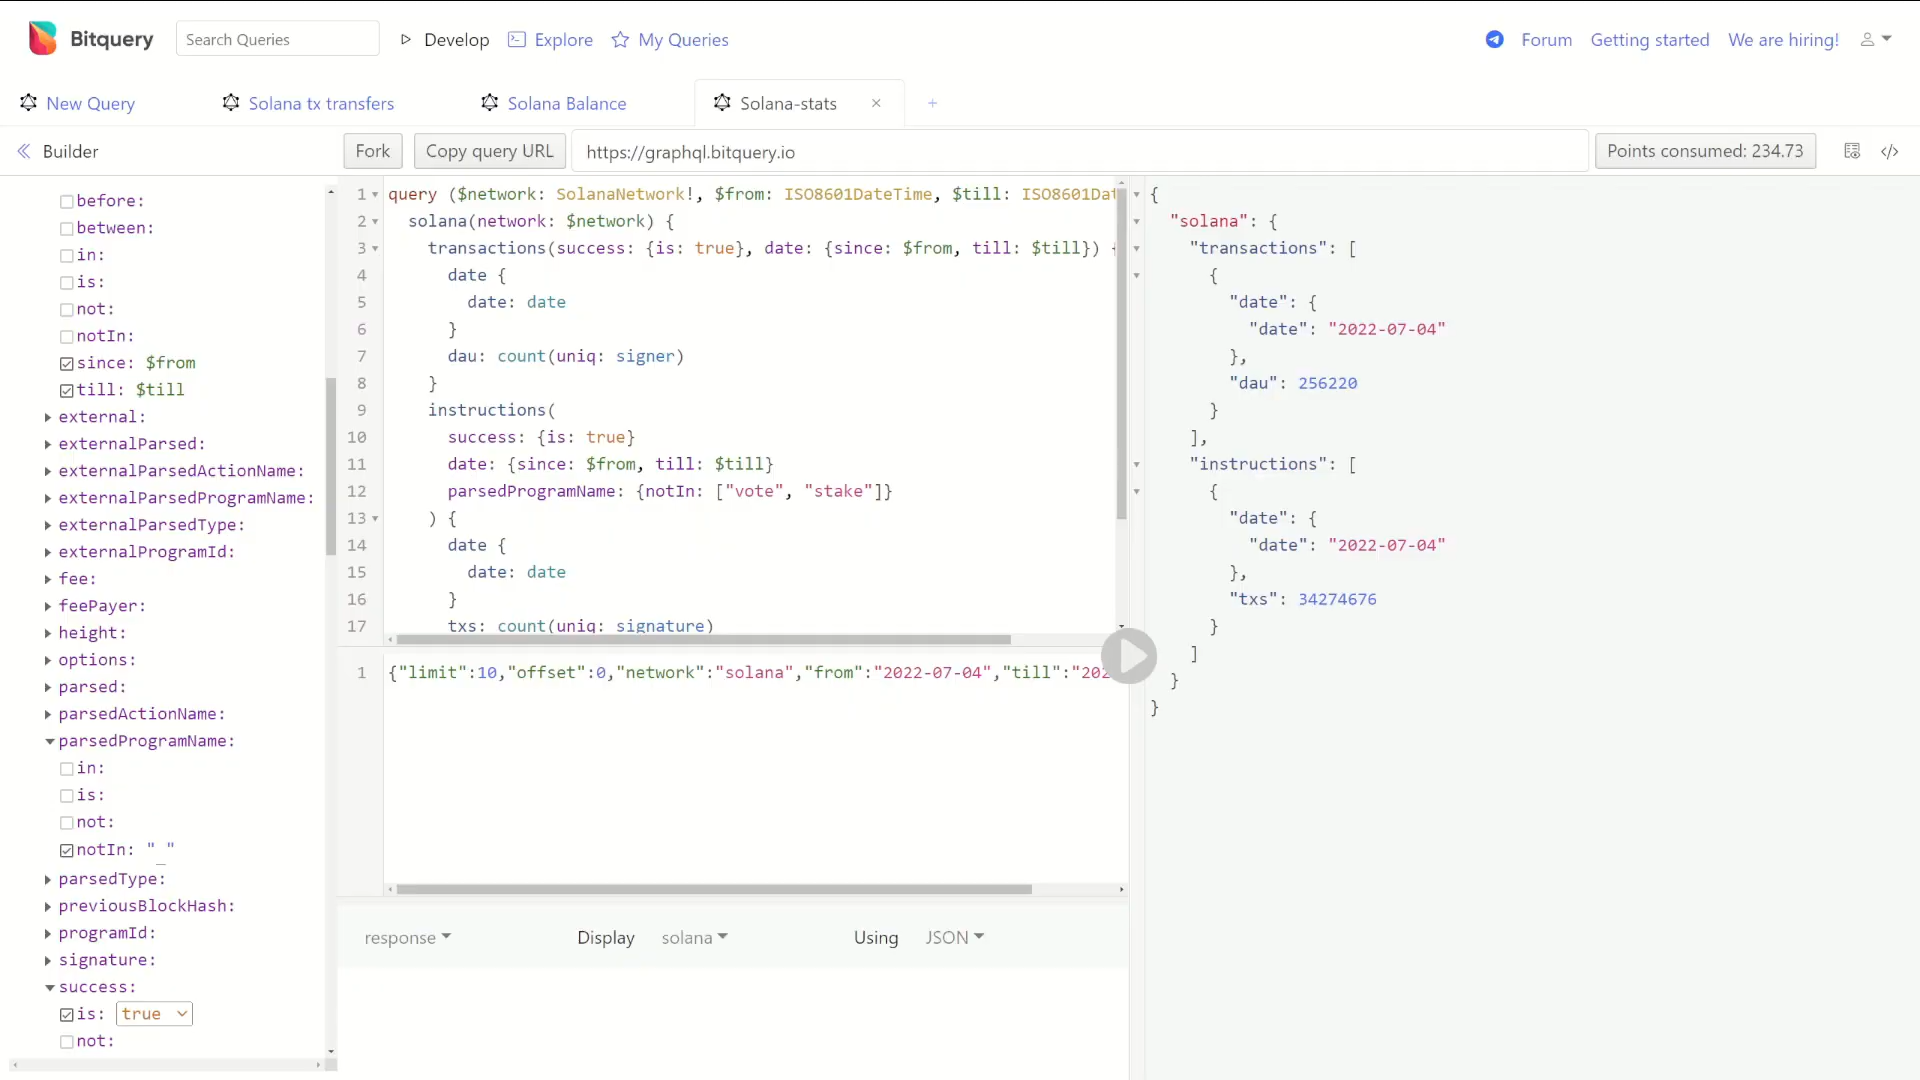 Bitquery
Search Queries
Develop
Explore
My Queries
Forum
Getting started
We are hiring!
New Query
Solana tx transfers
Solana Balance
Solana-stats
×
+
Builder
Fork
Copy query URL
https://graphql.bitquery.io
Points consumed: 234.73
before:
between:
in:
is:
not:
notIn:
since: $from
till: $till
external:
externalParsed:
externalParsedActionName:
externalParsedProgramName:
externalParsedType:
externalProgramId:
fee:
feePayer:
height:
options:
parsed:
parsedActionName:
parsedProgramName:
in:
is:
not:
notIn: "_"
parsedType:
previousBlockHash:
programId:
signature:
success:
is: true
not:
1 query ($network: SolanaNetwork!, $from: ISO8601DateTime, $till: ISO8601Dat
2 solana(network: $network) {
3 transactions(success: {is: true}, date: {since: $from, till: $till}) {
4 date {
5 date: date
6 }
7 dau: count(uniq: signer)
8 }
9 instructions(
10 success: {is: true}
11 date: {since: $from, till: $till}
12 parsedProgramName: {notIn: ["vote", "stake"]}
13 ) {
14 date {
15 date: date
16 }
17 txs: count(uniq: signature)
1 {"limit":10,"offset":0,"network":"solana","from":"2022-07-04","till":"202
response
Display solana
Using JSON
{
"solana": {
"transactions": [
{
"date": {
"date": "2022-07-04"
},
"dau": 256220
}
],
"instructions": [
{
"date": {
"date": "2022-07-04"
},
"txs": 34274676
}
]
}
}